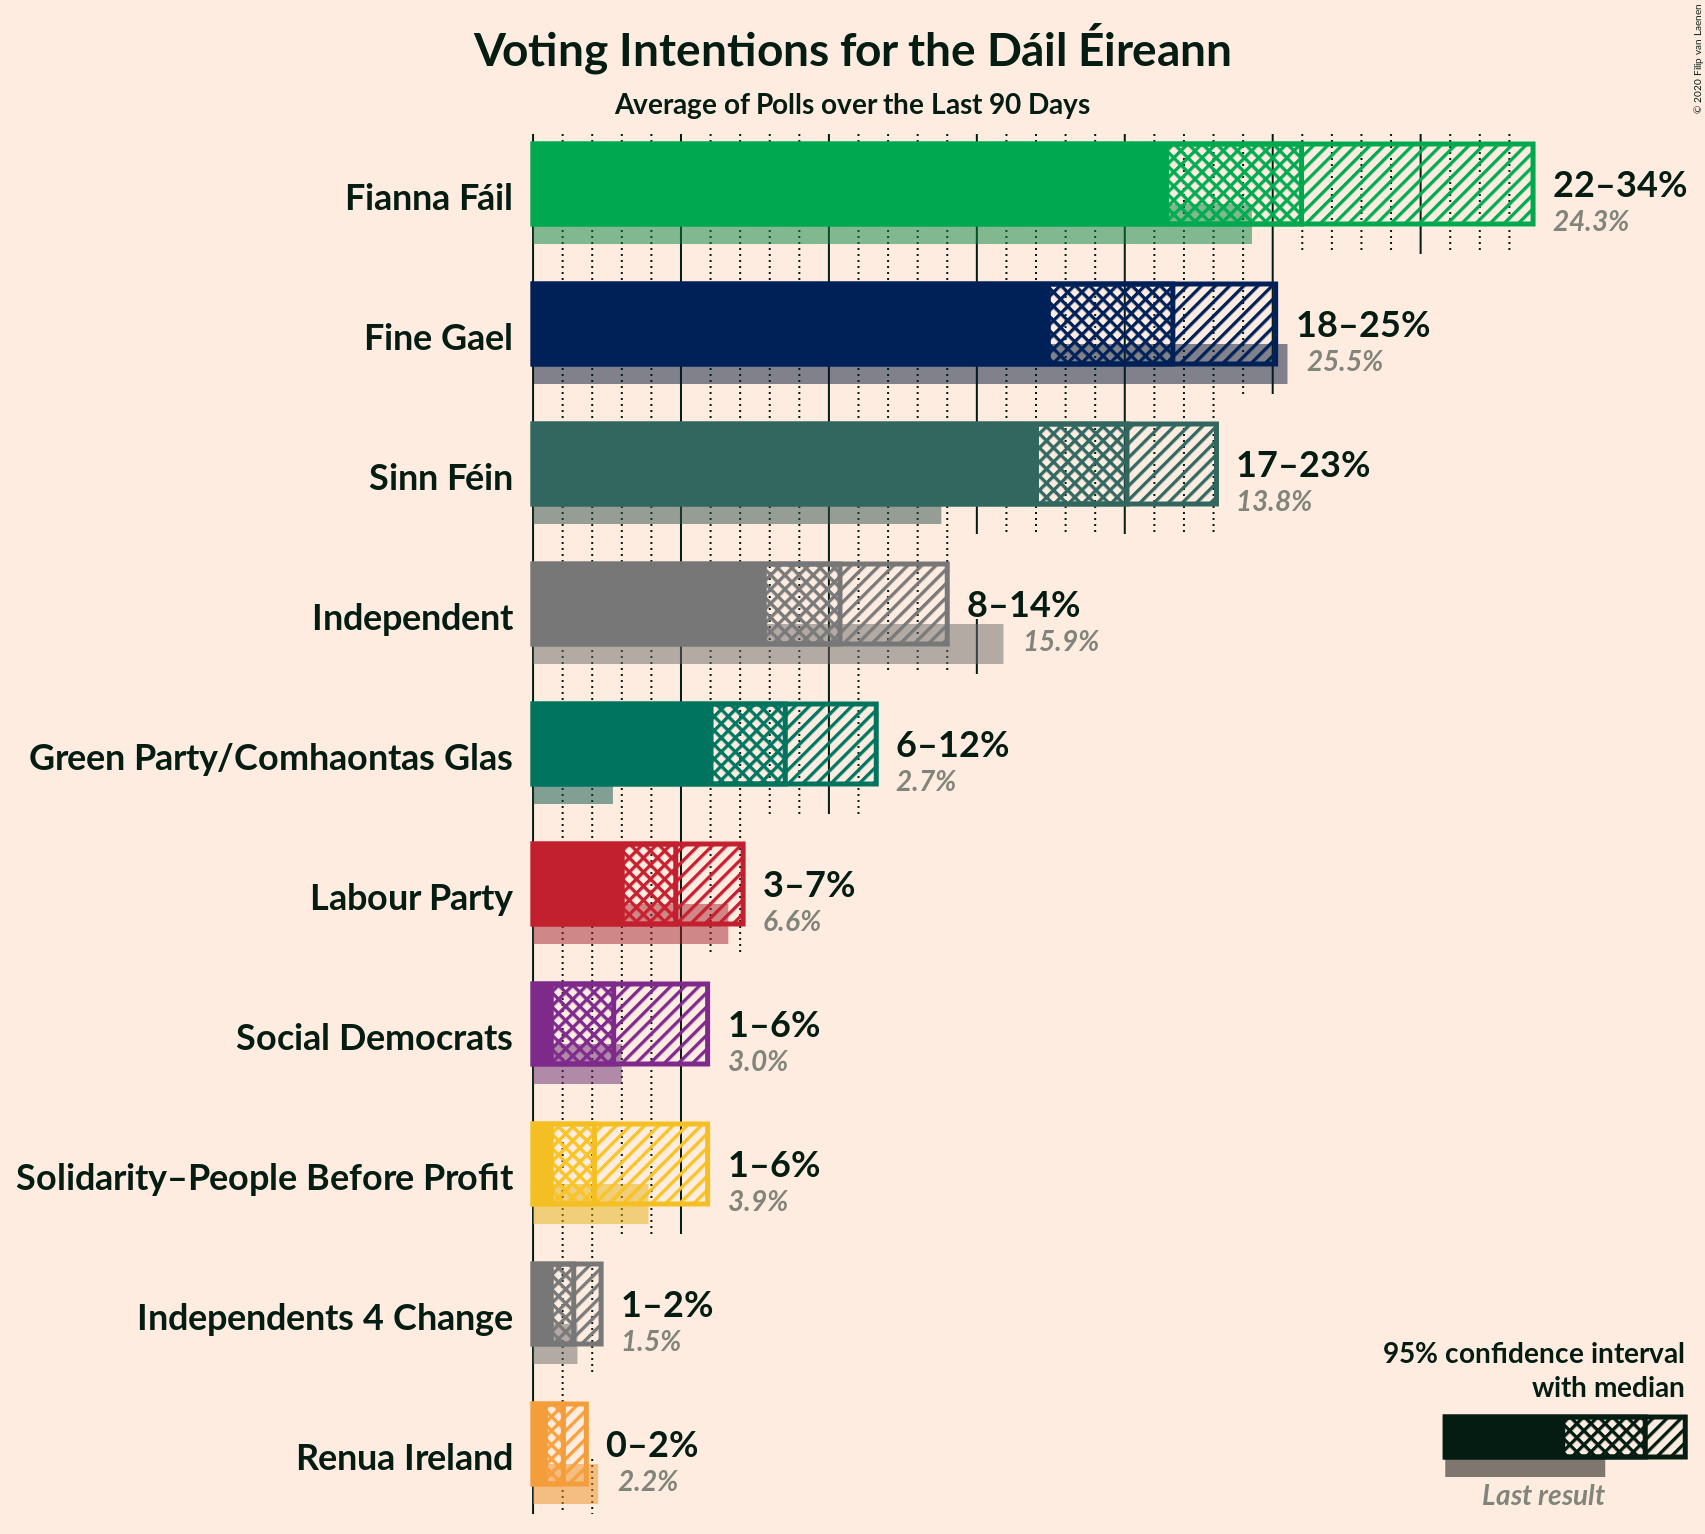 Voting Intentions for the Dáil Éireann
Average of Polls over the Last 90 Days
© 2020 Filip van Laenen
Fianna Fáil
22–34%
24.3%
Fine Gael
18–25%
25.5%
Sinn Féin
17–23%
13.8%
Independent
8–14%
15.9%
Green Party/Comhaontas Glas
6–12%
2.7%
Labour Party
3–7%
6.6%
Social Democrats
1–6%
3.0%
Solidarity–People Before Profit
1–6%
3.9%
Independents 4 Change
1–2%
1.5%
Renua Ireland
0–2%
2.2%
95% confidence interval
with median
Last result